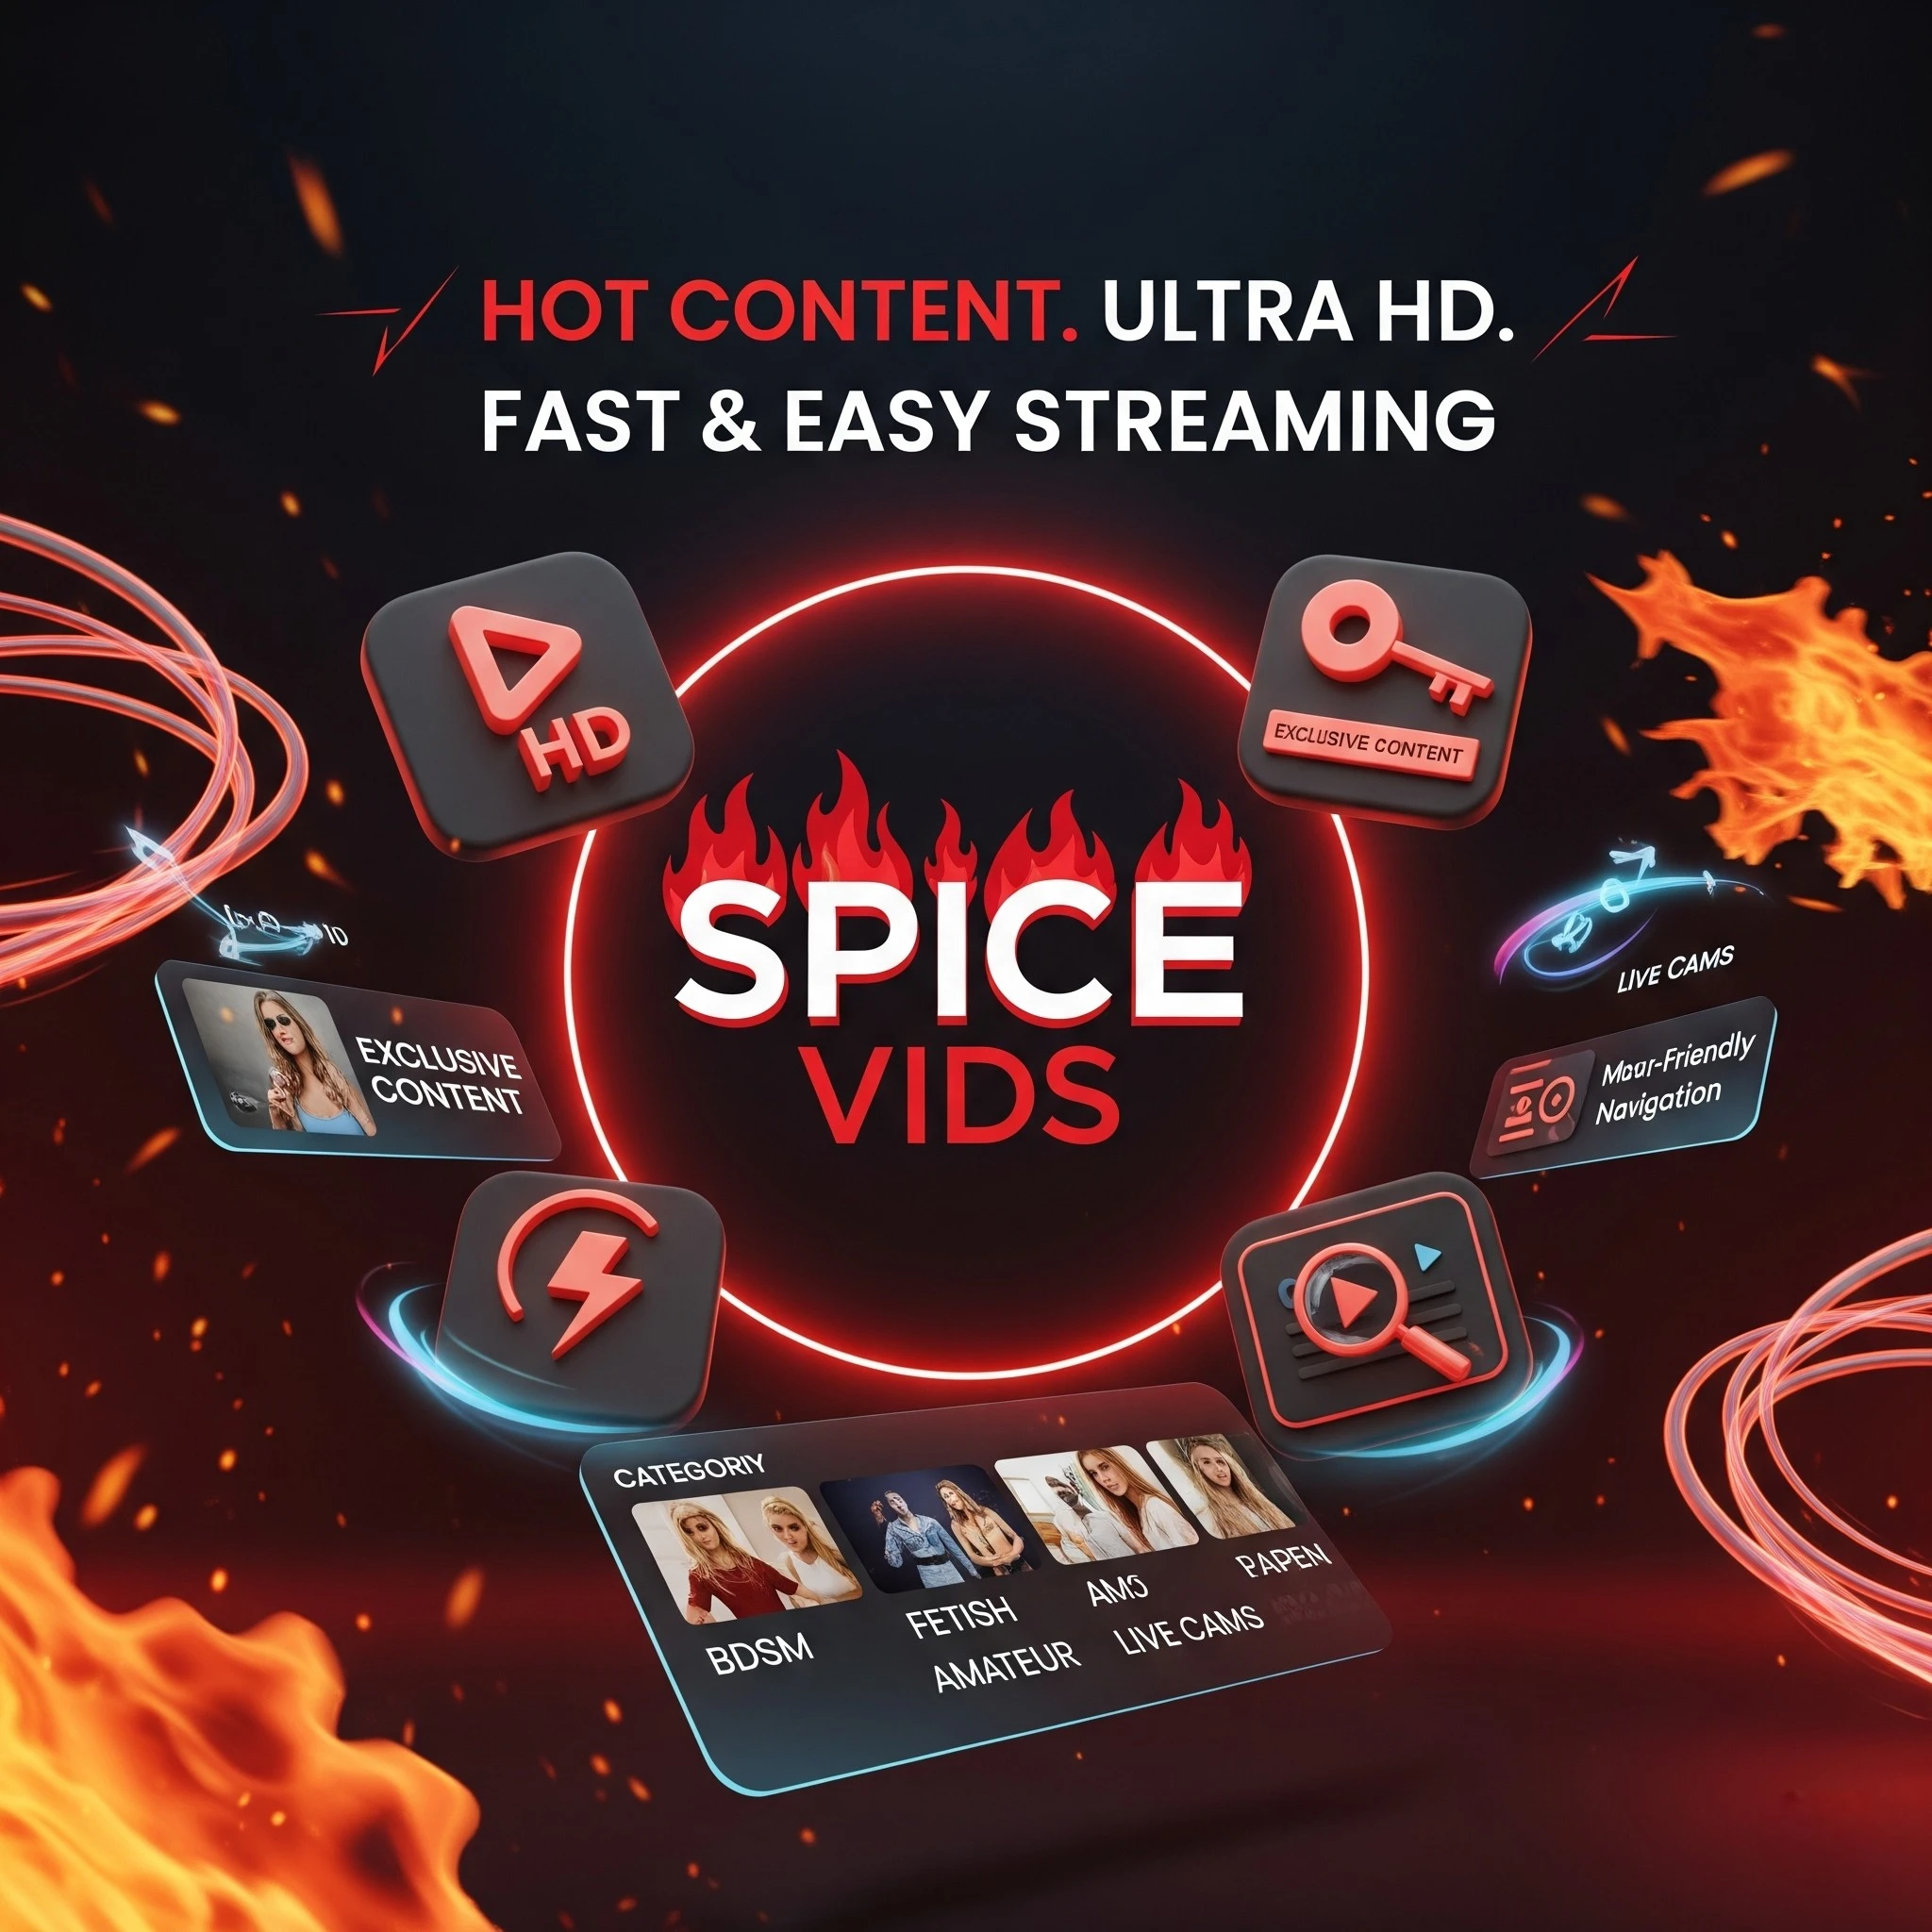 HOT CONTENT. ULTRA HD.
FAST & EASY STREAMING
HD
EXCLUSIVE CONTENT
SPICE
VIDS
LIVE CAMS
EXCLUSIVE
CONTENT
-Friendly
Navigation
CATEGORIY
BDSM
FETISH
AMATEUR
LIVE CAMS
PAPEN